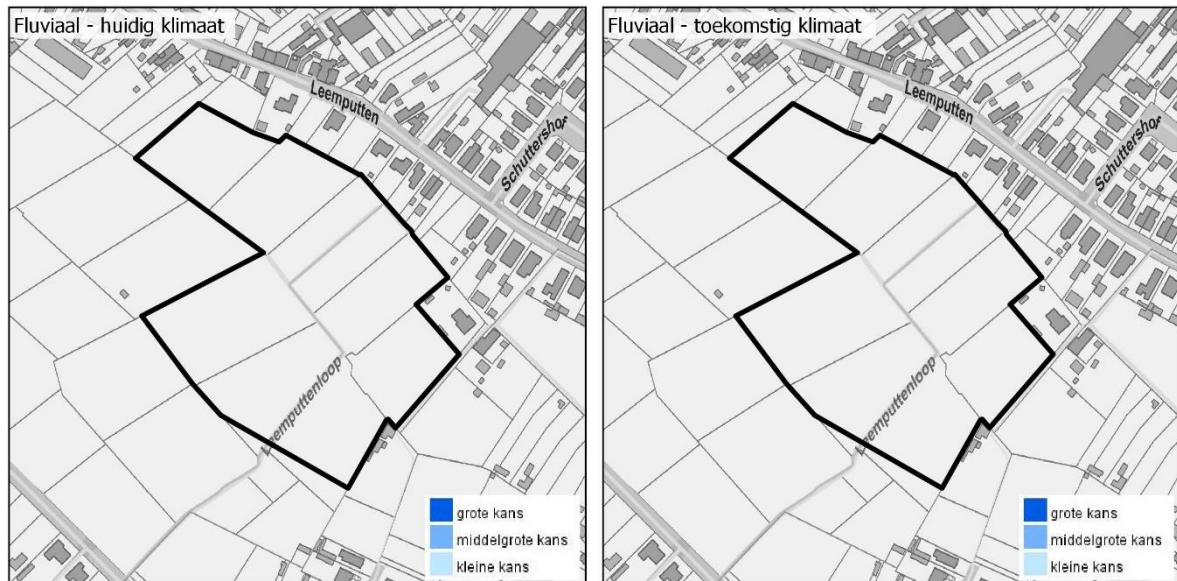 Fluviaal - huidig klimaat
Leemputten
Schuttershof
Leemputtenloop
grote kans
middelgrote kans
kleine kans
Fluviaal - toekomstig klimaat
Leemputten
Schuttershof
Leemputtenloop
grote kans
middelgrote kans
kleine kans